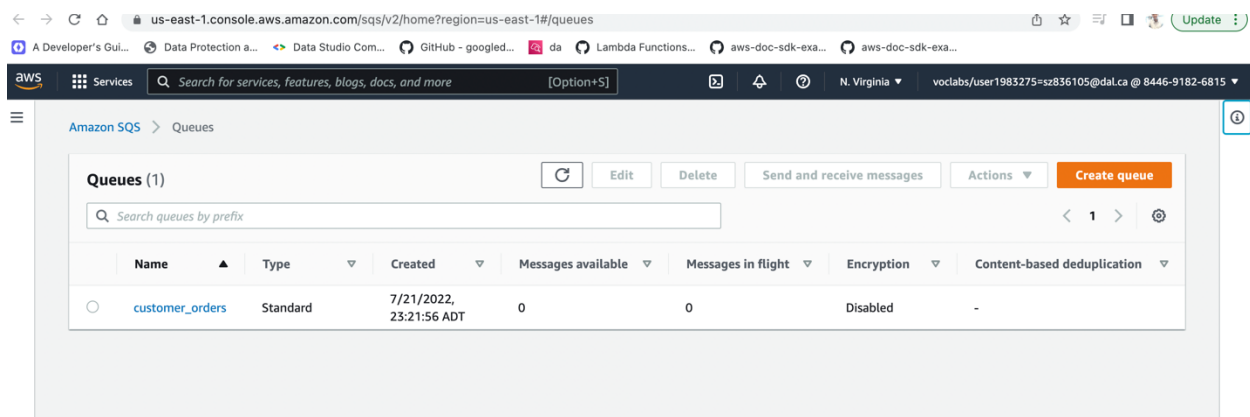 us-east-1.console.aws.amazon.com/sqs/v2/home?region=us-east-1#/queues Update
A Developer's Gui... Data Protection a... Data Studio Com... GitHub - googled... da Lambda Functions... aws-doc-sdk-exa... aws-doc-sdk-exa...
aws Services Search for services, features, blogs, docs, and more [Option+S] N. Virginia ▼ voclabs/user1983275=sz836105@dal.ca @ 8446-9182-6815 ▼
Amazon SQS > Queues
Queues (1) Edit Delete Send and receive messages Actions ▼ Create queue
Search queues by prefix < 1 >
Name Type Created Messages available Messages in flight Encryption Content-based deduplication
customer_orders Standard 7/21/2022, 0 0 Disabled -
23:21:56 ADT